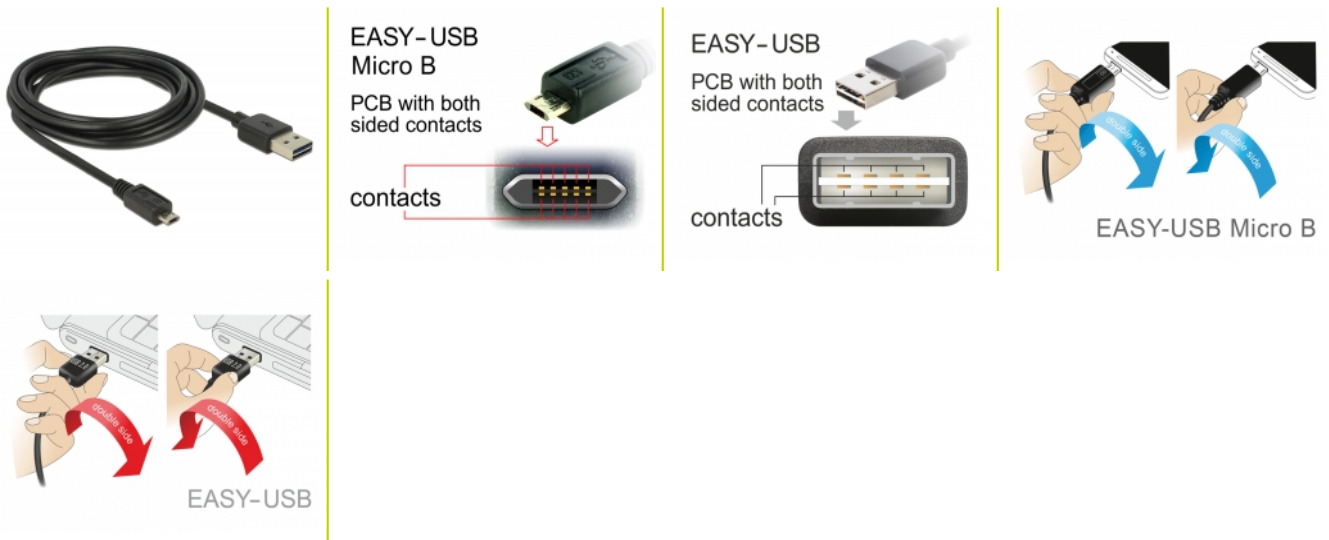 EASY-USB
Micro B
PCB with both
sided contacts
contacts
EASY-USB
PCB with both
sided contacts
contacts
double side
double side
EASY-USB Micro B
double side
double side
EASY-USB